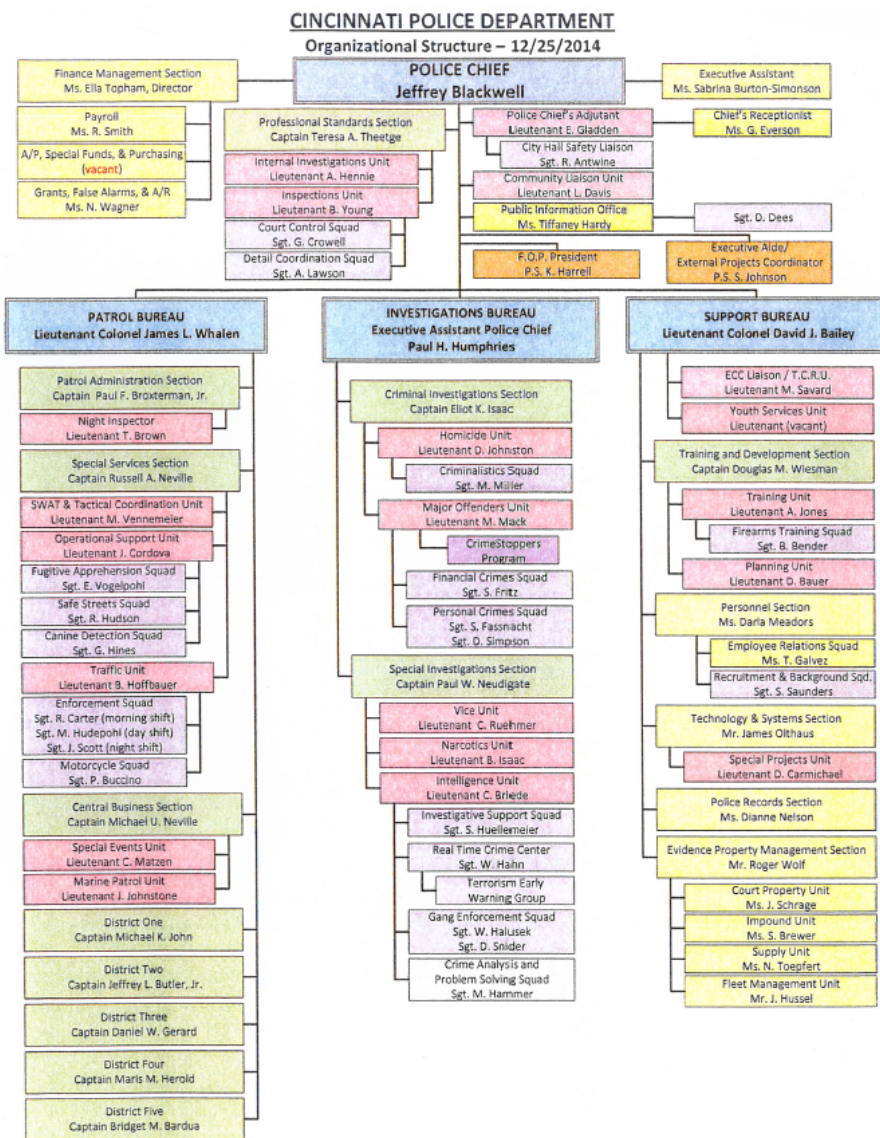 CINCINNATI POLICE DEPARTMENT
Organizational Structure – 12/25/2014
POLICE CHIEF
Jeffrey Blackwell
Finance Management Section
Ms. Ella Topham, Director
Payroll
Ms. R. Smith
A/P, Special Funds, & Purchasing
(vacant)
Grants, False Alarms, & A/R
Ms. N. Wagner
Executive Assistant
Ms. Sabrina Burton-Simonson
Professional Standards Section
Captain Teresa A. Theetge
Internal Investigations Unit
Lieutenant A. Hennie
Inspections Unit
Lieutenant B. Young
Court Control Squad
Sgt. G. Crowell
Detail Coordination Squad
Sgt. A. Lawson
Police Chief's Adjutant
Lieutenant E. Gladden
Chief's Receptionist
Ms. G. Everson
City Hall Safety Liaison
Sgt. R. Antwine
Community Liaison Unit
Lieutenant L. Davis
Public Information Office
Ms. Tiffaney Hardy
Sgt. D. Dees
F.O.P. President
P.S. K. Harrell
Executive Aide/
External Projects Coordinator
P.S. S. Johnson
PATROL BUREAU
Lieutenant Colonel James L. Whalen
Patrol Administration Section
Captain Paul F. Broxterman, Jr.
Night Inspector
Lieutenant T. Brown
Special Services Section
Captain Russell A. Neville
SWAT & Tactical Coordination Unit
Lieutenant M. Vennemeier
Operational Support Unit
Lieutenant J. Cordova
Fugitive Apprehension Squad
Sgt. E. Vogelpohl
Safe Streets Squad
Sgt. R. Hudson
Canine Detection Squad
Sgt. G. Hines
Traffic Unit
Lieutenant B. Hoffbauer
Enforcement Squad
Sgt. R. Carter (morning shift)
Sgt. M. Hudepohl (day shift)
Sgt. J. Scott (night shift)
Motorcycle Squad
Sgt. P. Buccino
Central Business Section
Captain Michael U. Neville
Special Events Unit
Lieutenant C. Matzen
Marine Patrol Unit
Lieutenant J. Johnstone
District One
Captain Michael K. John
District Two
Captain Jeffrey L. Butler, Jr.
District Three
Captain Daniel W. Gerard
District Four
Captain Maris M. Herold
District Five
Captain Bridget M. Bardua
INVESTIGATIONS BUREAU
Executive Assistant Police Chief
Paul H. Humphries
Criminal Investigations Section
Captain Eliot K. Isaac
Homicide Unit
Lieutenant D. Johnston
Criminalistics Squad
Sgt. M. Miller
Major Offenders Unit
Lieutenant M. Mack
CrimeStoppers
Program
Financial Crimes Squad
Sgt. S. Fritz
Personal Crimes Squad
Sgt. S. Fassnacht
Sgt. D. Simpson
Special Investigations Section
Captain Paul W. Neudigate
Vice Unit
Lieutenant C. Ruehmer
Narcotics Unit
Lieutenant B. Isaac
Intelligence Unit
Lieutenant C. Briede
Investigative Support Squad
Sgt. S. Huellemeier
Real Time Crime Center
Sgt. W. Hahn
Terrorism Early
Warning Group
Gang Enforcement Squad
Sgt. W. Halusek
Sgt. D. Snider
Crime Analysis and
Problem Solving Squad
Sgt. M. Hammer
SUPPORT BUREAU
Lieutenant Colonel David J. Bailey
ECC Liaison / T.C.R.U.
Lieutenant M. Savard
Youth Services Unit
Lieutenant (vacant)
Training and Development Section
Captain Douglas M. Wiesman
Training Unit
Lieutenant A. Jones
Firearms Training Squad
Sgt. B. Bender
Planning Unit
Lieutenant D. Bauer
Personnel Section
Ms. Darla Meadors
Employee Relations Squad
Ms. T. Galvez
Recruitment & Background Sqd.
Sgt. S. Saunders
Technology & Systems Section
Mr. James Olthaus
Special Projects Unit
Lieutenant D. Carmichael
Police Records Section
Ms. Dianne Nelson
Evidence Property Management Section
Mr. Roger Wolf
Court Property Unit
Ms. J. Schrage
Impound Unit
Ms. S. Brewer
Supply Unit
Ms. N. Toepfert
Fleet Management Unit
Mr. J. Hussel